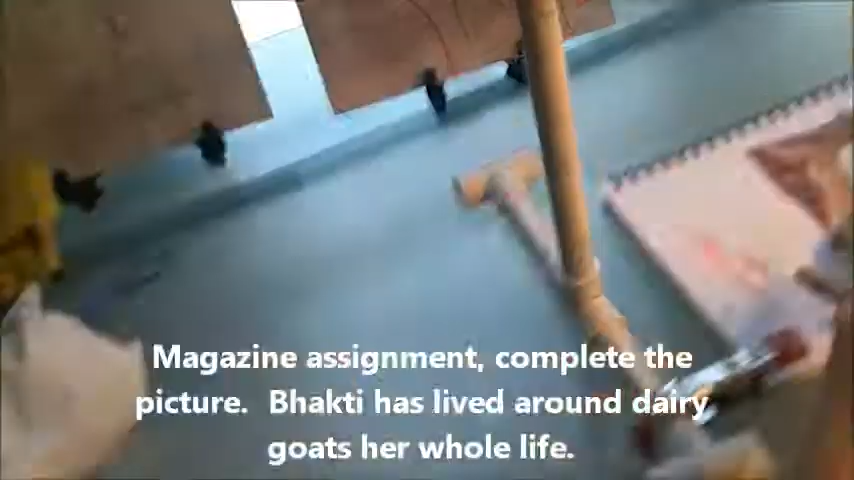 Magazine assignment, complete the
picture.  Bhakti has lived around dairy
goats her whole life.